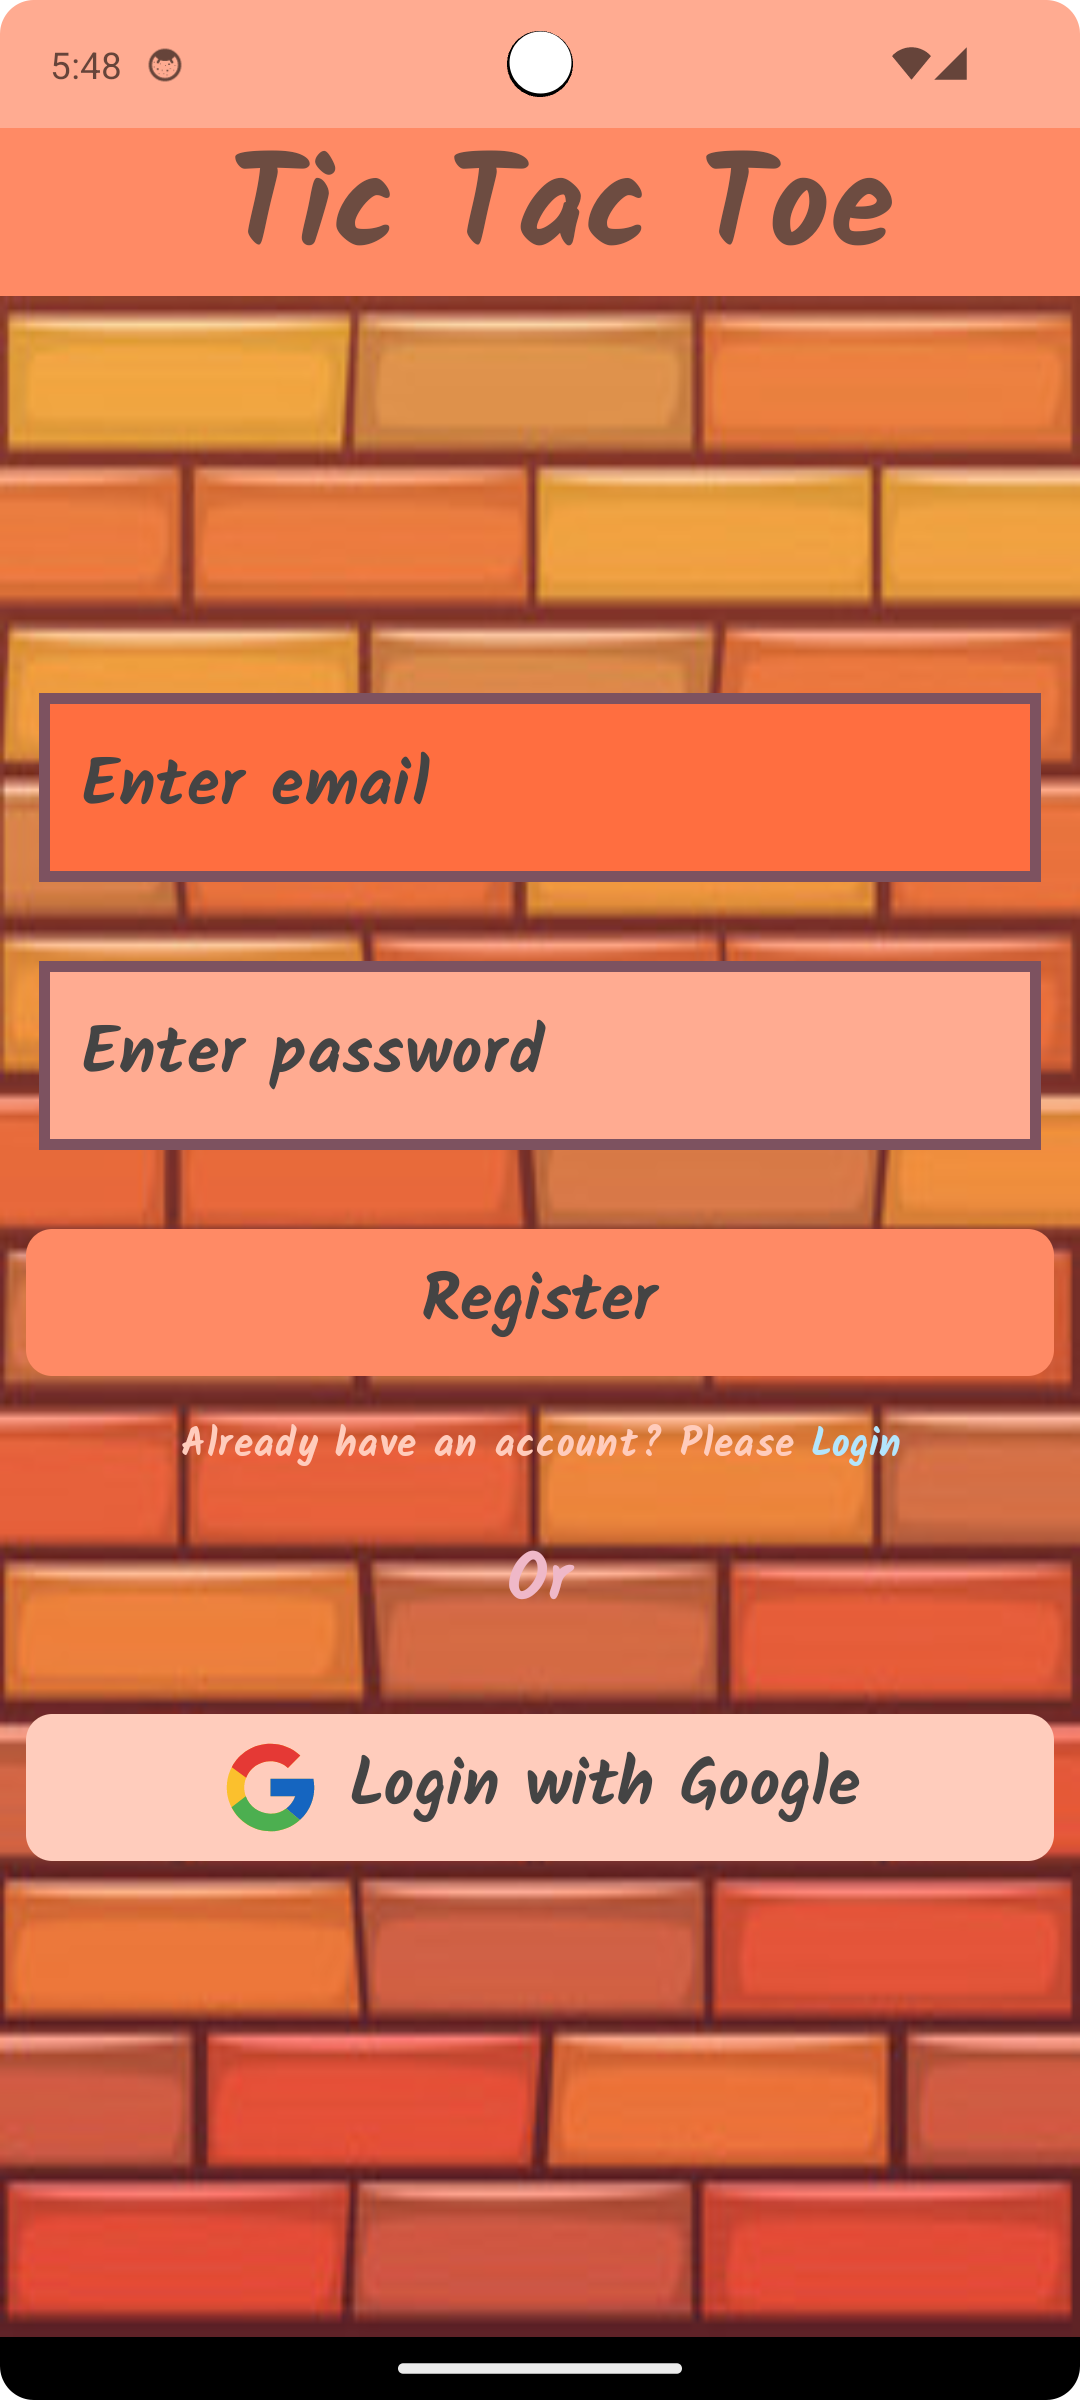 5:48
Tic Tac Toe
Enter email
Enter password
Register
Already have an account? Please Login
Or
Login with Google